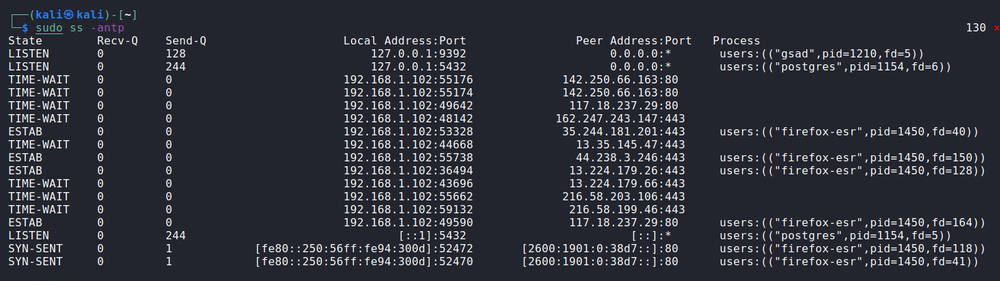 ┌──(kali㉿kali)-[~]
└─$ sudo ss -antp 130 ⨯
State Recv-Q Send-Q Local Address:Port Peer Address:Port Process
LISTEN 0 128 127.0.0.1:9392 0.0.0.0:* users:(("gsad",pid=1210,fd=5))
LISTEN 0 244 127.0.0.1:5432 0.0.0.0:* users:(("postgres",pid=1154,fd=6))
TIME-WAIT 0 0 192.168.1.102:55176 142.250.66.163:80
TIME-WAIT 0 0 192.168.1.102:55174 142.250.66.163:80
TIME-WAIT 0 0 192.168.1.102:49642 117.18.237.29:80
TIME-WAIT 0 0 192.168.1.102:48142 162.247.243.147:443
ESTAB 0 0 192.168.1.102:53328 35.244.181.201:443 users:(("firefox-esr",pid=1450,fd=40))
TIME-WAIT 0 0 192.168.1.102:44668 13.35.145.47:443
ESTAB 0 0 192.168.1.102:55738 44.238.3.246:443 users:(("firefox-esr",pid=1450,fd=150))
ESTAB 0 0 192.168.1.102:36494 13.224.179.26:443 users:(("firefox-esr",pid=1450,fd=128))
TIME-WAIT 0 0 192.168.1.102:43696 13.224.179.66:443
TIME-WAIT 0 0 192.168.1.102:55662 216.58.203.106:443
TIME-WAIT 0 0 192.168.1.102:59132 216.58.199.46:443
ESTAB 0 0 192.168.1.102:49590 117.18.237.29:80 users:(("firefox-esr",pid=1450,fd=164))
LISTEN 0 244 [::1]:5432 [::]:* users:(("postgres",pid=1154,fd=5))
SYN-SENT 0 1 [fe80::250:56ff:fe94:300d]:52472 [2600:1901:0:38d7::]:80 users:(("firefox-esr",pid=1450,fd=118))
SYN-SENT 0 1 [fe80::250:56ff:fe94:300d]:52470 [2600:1901:0:38d7::]:80 users:(("firefox-esr",pid=1450,fd=41))